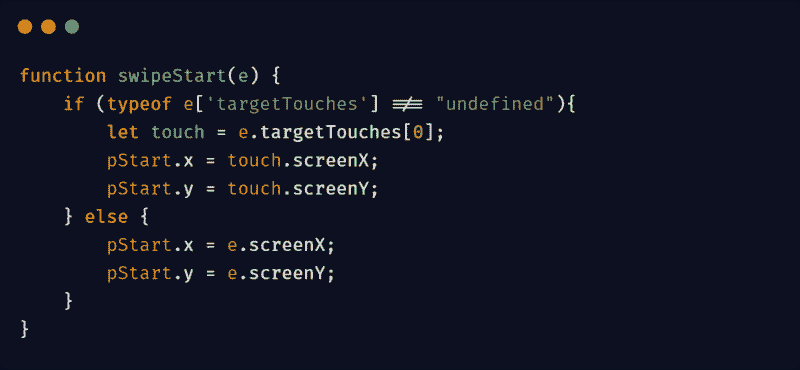 function swipeStart(e) {
    if (typeof e['targetTouches'] !== "undefined"){
        let touch = e.targetTouches[0];
        pStart.x = touch.screenX;
        pStart.y = touch.screenY;
    } else {
        pStart.x = e.screenX;
        pStart.y = e.screenY;
    }
}